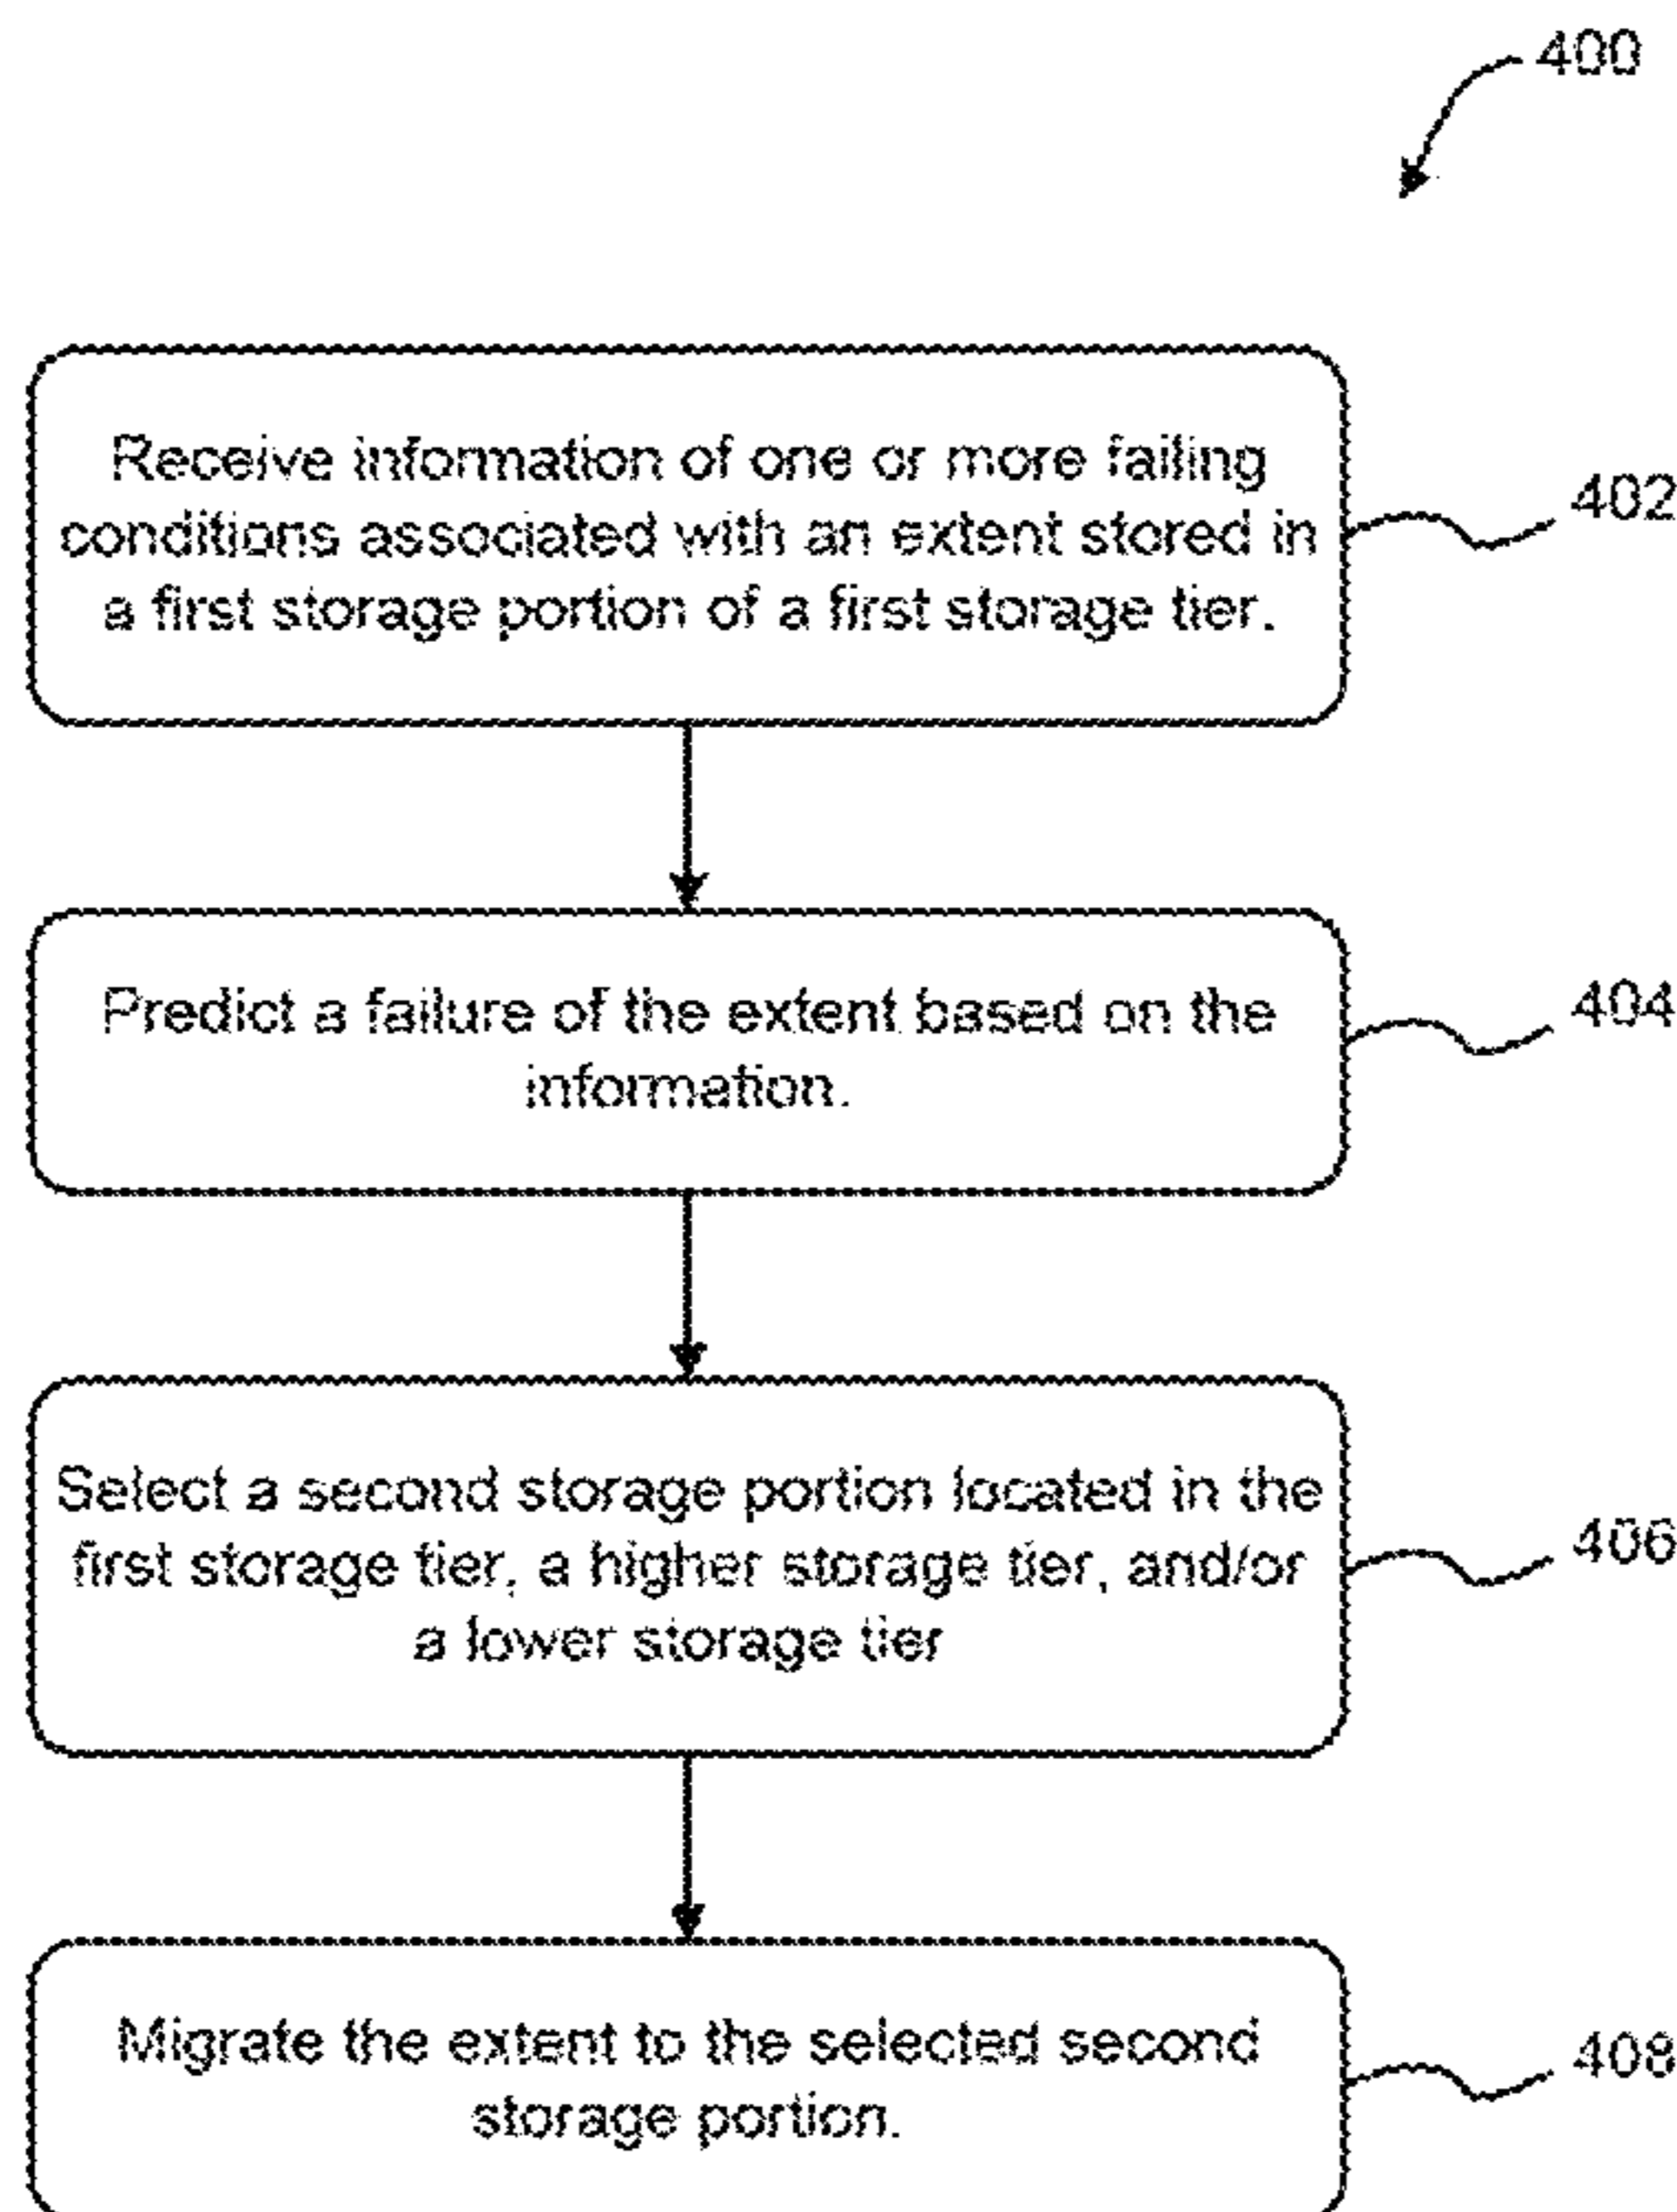 400
Receive information of one or more failing
conditions associated with an extent stored in
a first storage portion of a first storage tier.
402
Predict a failure of the extent based on the
information.
404
Select a second storage portion located in the
first storage tier, a higher storage tier, and/or
a lower storage tier
406
Migrate the extent to the selected second
storage portion.
408